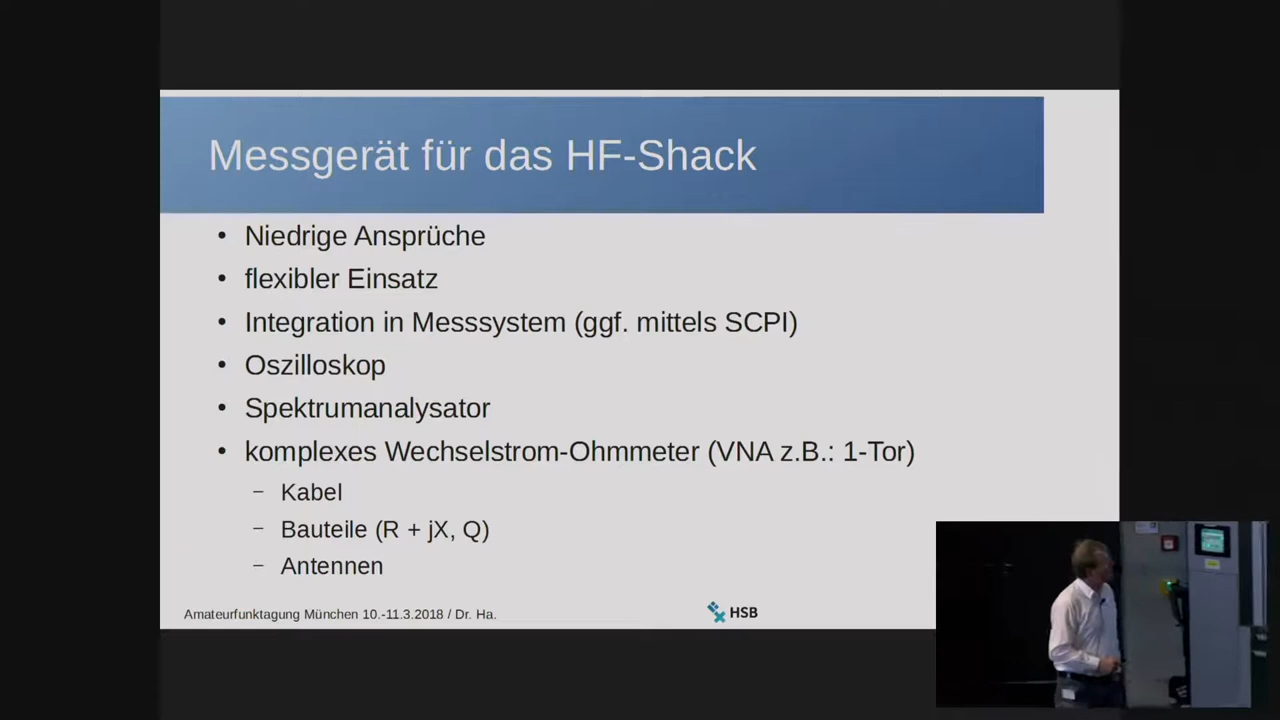 Messgerät für das HF-Shack
• Niedrige Ansprüche
• flexibler Einsatz
• Integration in Messsystem (ggf. mittels SCPI)
• Oszilloskop
• Spektrumanalysator
• komplexes Wechselstrom-Ohmmeter (VNA z.B.: 1-Tor)
– Kabel
– Bauteile (R + jX, Q)
– Antennen
Amateurfunktagung München 10.-11.3.2018 / Dr. Ha.
HSB